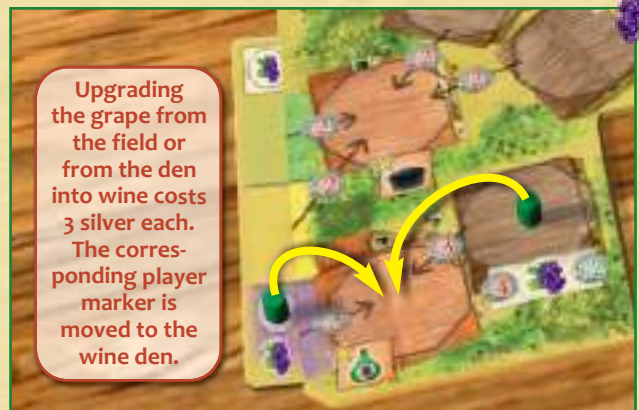 Upgrading
the grape from
the field or
from the den
into wine costs
3 silver each.
The corres-
ponding player
marker is
moved to the
wine den.